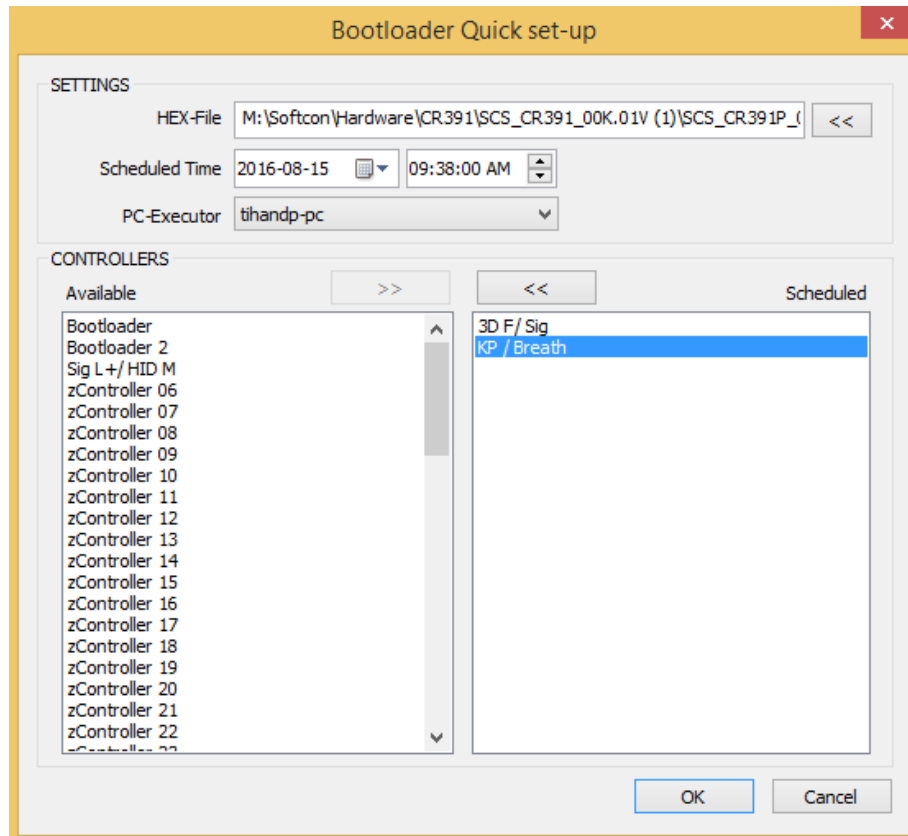 Bootloader Quick set-up
SETTINGS
HEX-File M:\Softcon\Hardware\CR391\SCS_CR391_00K.01V (1)\SCS_CR391P_( <<
Scheduled Time 2016-08-15 09:38:00 AM
PC-Executor tihandp-pc
CONTROLLERS
Available >> << Scheduled
Bootloader
Bootloader 2
Sig L+/ HID M
zController 06
zController 07
zController 08
zController 09
zController 10
zController 11
zController 12
zController 13
zController 14
zController 15
zController 16
zController 17
zController 18
zController 19
zController 20
zController 21
zController 22
3D F/ Sig
KP / Breath
OK Cancel